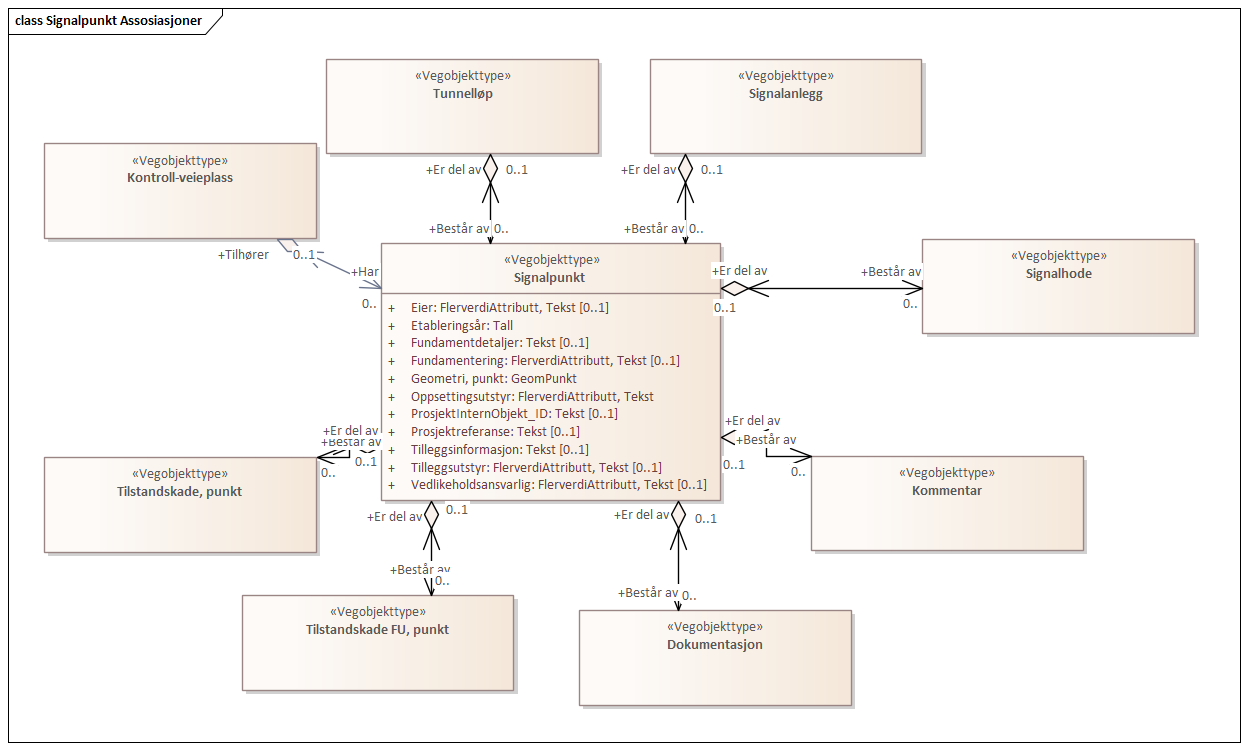 class Signalpunkt Assosiasjoner
«Vegobjekttype»
Tunnelløp
«Vegobjekttype»
Signalanlegg
«Vegobjekttype»
Kontroll-veieplass
+Er del av 0..1
+Er del av 0..1
+Består av 0..
+Består av 0..
+Tilhører 0..1
+Har
0..
«Vegobjekttype»
Signalpunkt
+ Eier: FlerverdiAttributt, Tekst [0..1]
+ Etableringsår: Tall
+ Fundamentdetaljer: Tekst [0..1]
+ Fundamentering: FlerverdiAttributt, Tekst [0..1]
+ Geometri, punkt: GeomPunkt
+ Oppsettingsutstyr: FlerverdiAttributt, Tekst
+ ProsjektInternObjekt_ID: Tekst [0..1]
+ Prosjektreferanse: Tekst [0..1]
+ Tilleggsinformasjon: Tekst [0..1]
+ Tilleggsutstyr: FlerverdiAttributt, Tekst [0..1]
+ Vedlikeholdsansvarlig: FlerverdiAttributt, Tekst [0..1]
+Er del av
0..1
+Består av
0..
«Vegobjekttype»
Signalhode
+Er del av
0..1
+Består av
0..
«Vegobjekttype»
Kommentar
+Er del av
+Består av
0..1
0..
«Vegobjekttype»
Tilstandskade, punkt
+Er del av 0..1
+Består av
0..
«Vegobjekttype»
Tilstandskade FU, punkt
+Er del av 0..1
+Består av 0..
«Vegobjekttype»
Dokumentasjon